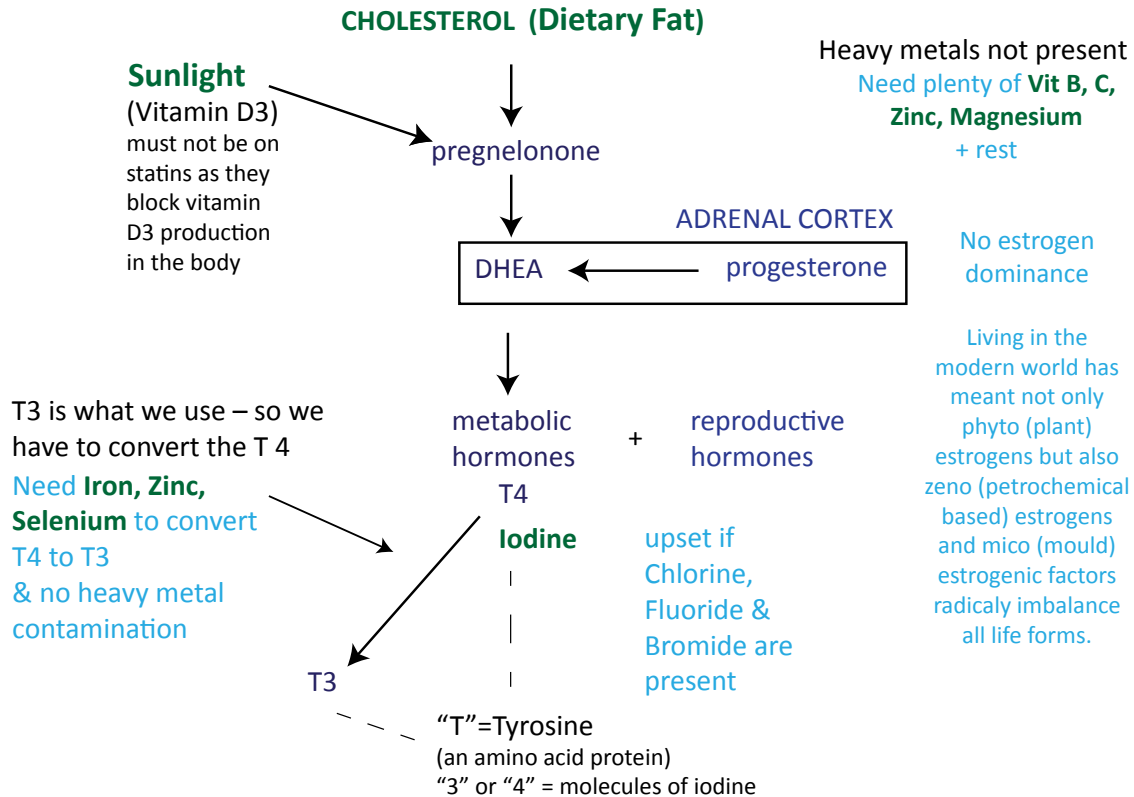 CHOLESTEROL (Dietary Fat)
Sunlight
(Vitamin D3)
must not be on
statins as they
block vitamin
D3 production
in the body
Heavy metals not present
Need plenty of Vit B, C,
Zinc, Magnesium
+ rest
pregnelonone
ADRENAL CORTEX
DHEA
progesterone
No estrogen
dominance
Living in the
modern world has
meant not only
phyto (plant)
estrogens but also
zeno (petrochemical
based) estrogens
and mico (mould)
estrogenic factors
radicaly imbalance
all life forms.
T3 is what we use – so we
have to convert the T 4
Need Iron, Zinc,
Selenium to convert
T4 to T3
& no heavy metal
contamination
metabolic
hormones
T4
+
reproductive
hormones
Iodine
upset if
Chlorine,
Fluoride &
Bromide are
present
T3
“T”=Tyrosine
(an amino acid protein)
“3” or “4” = molecules of iodine